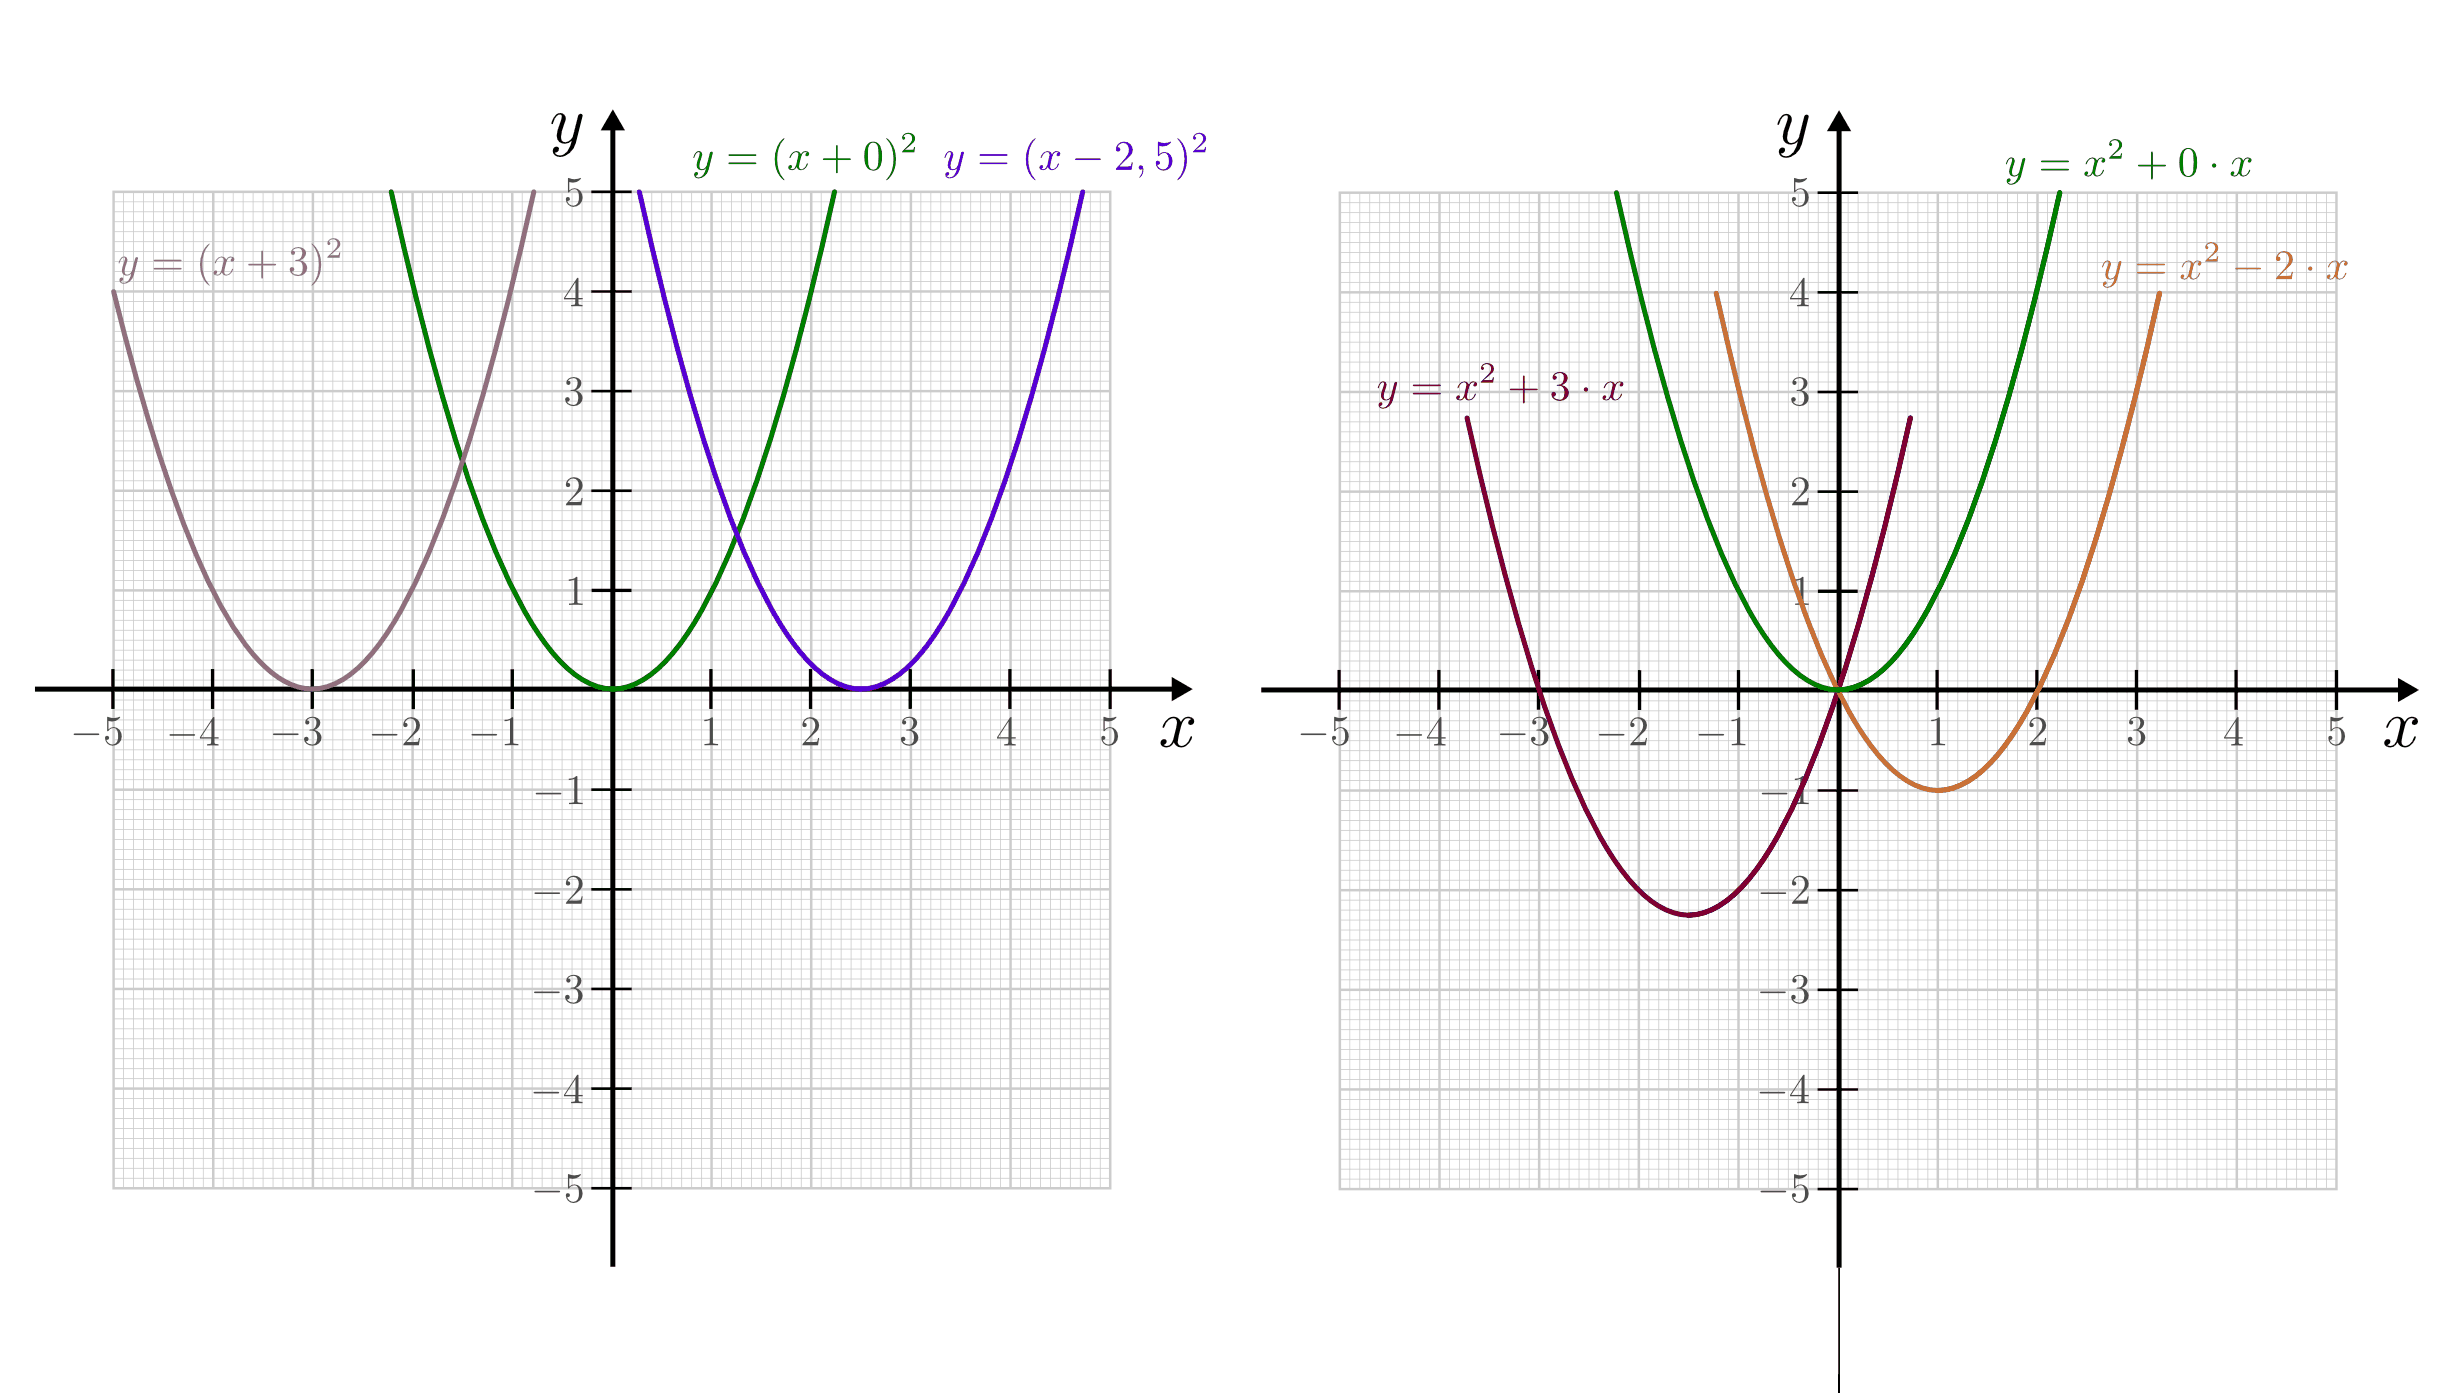 y
y = (x + 0)² y = (x − 2, 5)²
5
y = (x + 3)²
4
3
2
1
−5 −4 −3 −2 −1 1 2 3 4 5 x
−1
−2
−3
−4
−5
y
y = x² + 0 · x
5
y = x² − 2 · x
4
y = x² + 3 · x
3
2
1
−5 −4 −3 −2 −1 1 2 3 4 5 x
−1
−2
−3
−4
−5